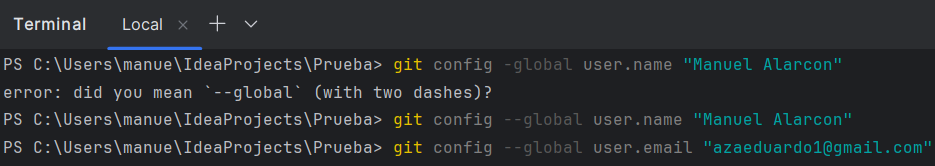 Terminal Local × +
PS C:\Users\manue\IdeaProjects\Prueba> git config -global user.name "Manuel Alarcon"
error: did you mean `--global` (with two dashes)?
PS C:\Users\manue\IdeaProjects\Prueba> git config --global user.name "Manuel Alarcon"
PS C:\Users\manue\IdeaProjects\Prueba> git config --global user.email "azaeduardo1@gmail.com"